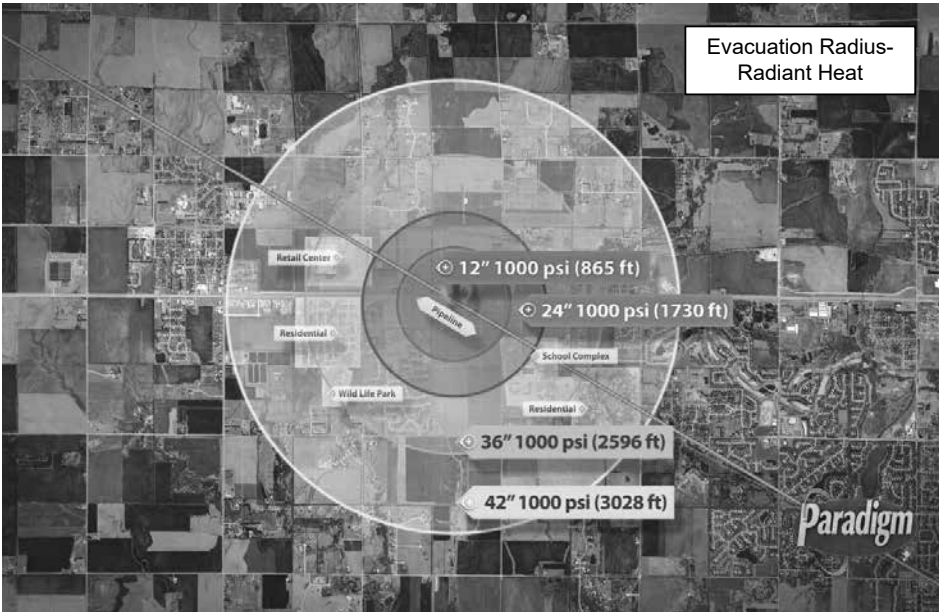 Evacuation Radius-
Radiant Heat
Retail Center
12" 1000 psi (865 ft)
Pipeline
24" 1000 psi (1730 ft)
Residential
School Complex
Wild Life Park
Residential
36" 1000 psi (2596 ft)
42" 1000 psi (3028 ft)
Paradigm